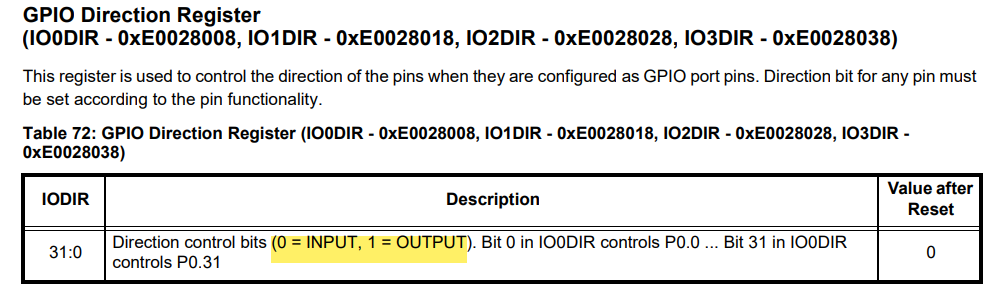 GPIO Direction Register
(IO0DIR - 0xE0028008, IO1DIR - 0xE0028018, IO2DIR - 0xE0028028, IO3DIR - 0xE0028038)
This register is used to control the direction of the pins when they are configured as GPIO port pins. Direction bit for any pin must
be set according to the pin functionality.
Table 72: GPIO Direction Register (IO0DIR - 0xE0028008, IO1DIR - 0xE0028018, IO2DIR - 0xE0028028, IO3DIR -
0xE0028038)
IODIR
Description
Value after
Reset
31:0
Direction control bits (0 = INPUT, 1 = OUTPUT). Bit 0 in IO0DIR controls P0.0 ... Bit 31 in IO0DIR
controls P0.31
0